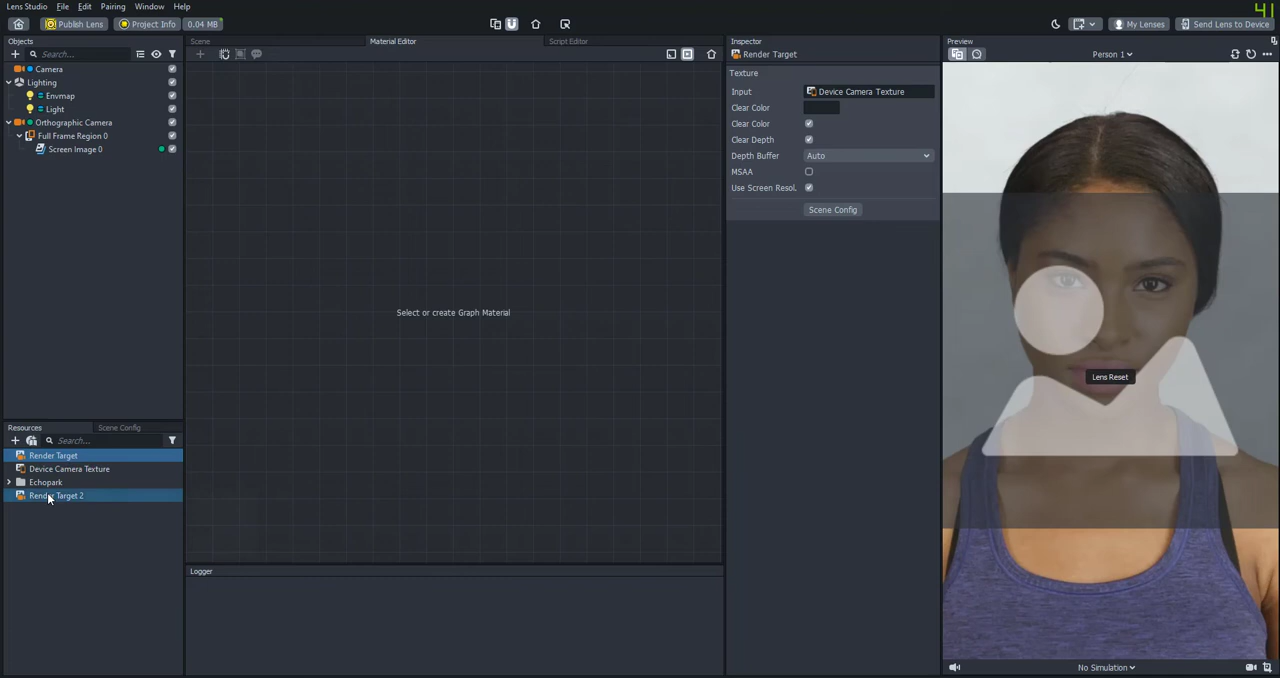 Lens Studio File Edit Pairing Window Help
41
Publish Lens Project Info 0.04 MB
My Lenses Send Lens to Device
Objects
Search...
Camera
Lighting
Envmap
Light
Orthographic Camera
Full Frame Region 0
Screen Image 0
Resources Scene Config
Search...
Render Target
Device Camera Texture
Echopark
Render Target 2
Scene Material Editor Script Editor
Select or create Graph Material
Logger
Inspector
Render Target
Texture
Input Device Camera Texture
Clear Color
Clear Color
Clear Depth
Depth Buffer Auto
MSAA
Use Screen Resol.
Scene Config
Preview
Person 1
Lens Reset
No Simulation